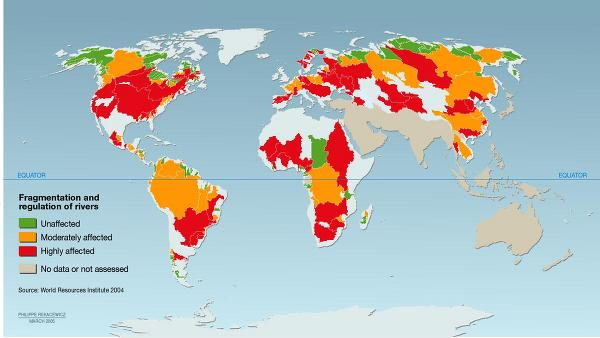 EQUATOR
EQUATOR
Fragmentation and
regulation of rivers
Unaffected
Moderately affected
Highly affected
No data or not assessed
Source: World Resources Institute 2004
PHILIPPE REKACEWICZ
MARCH 2005